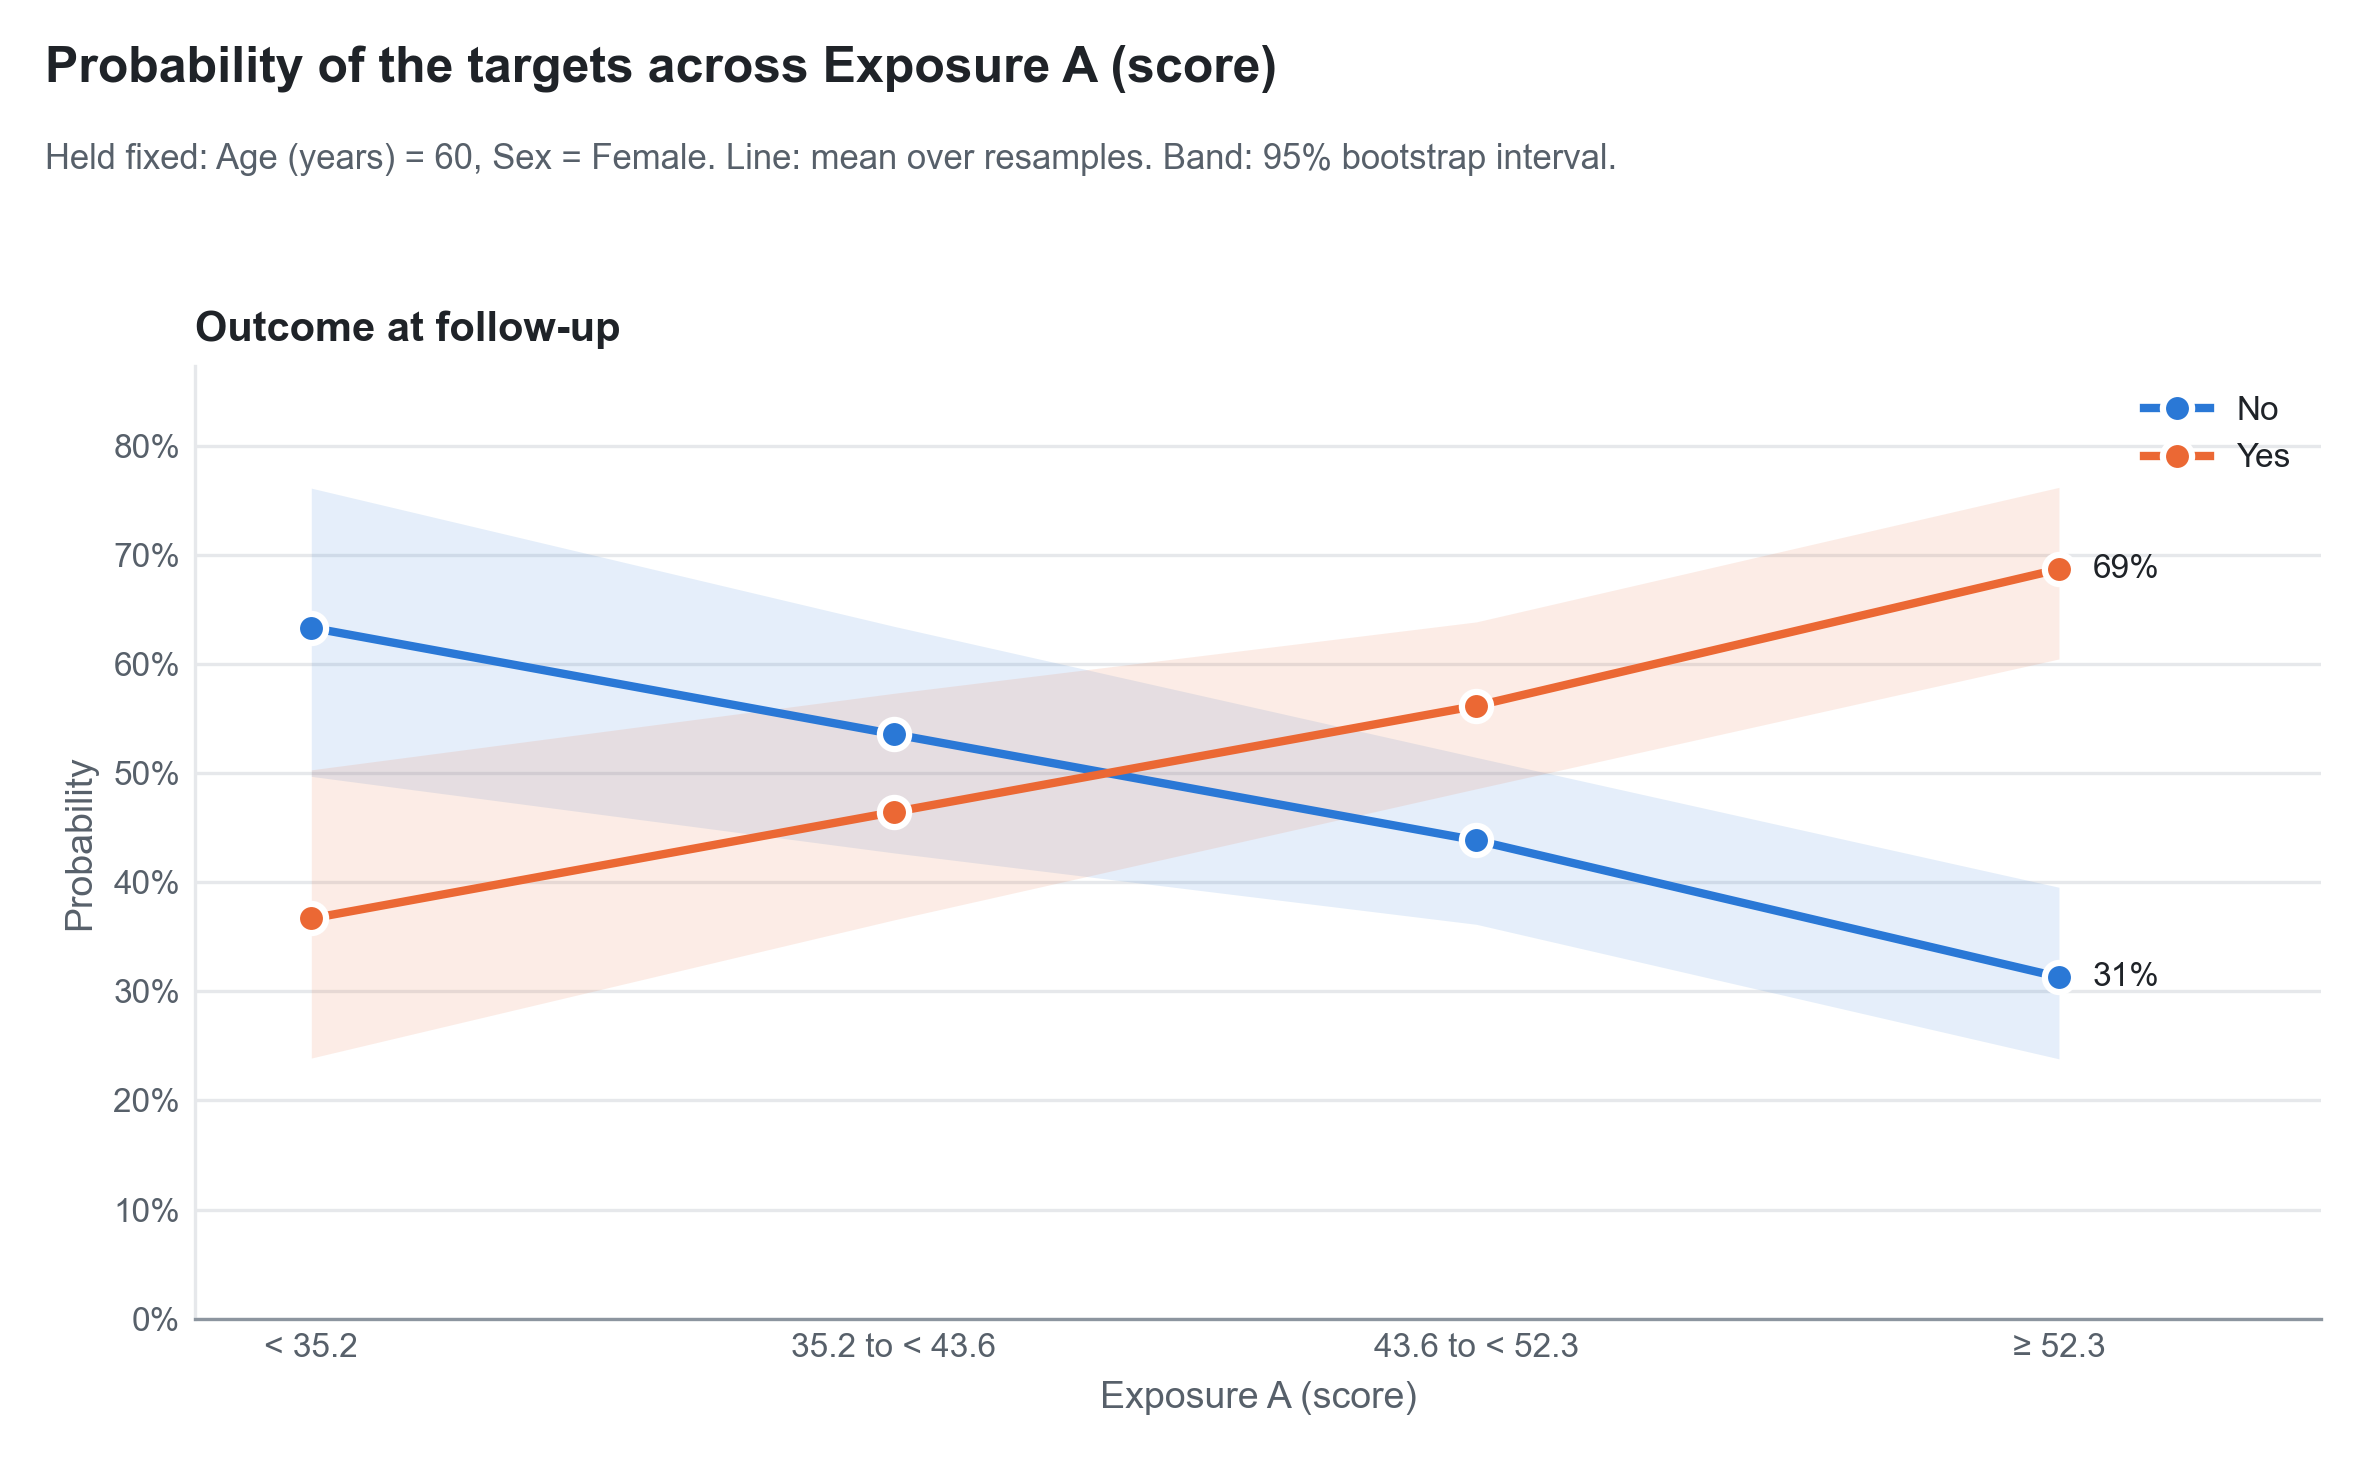 Probability of the targets across Exposure A (score)
Held fixed: Age (years) = 60, Sex = Female. Line: mean over resamples. Band: 95% bootstrap interval.
Outcome at follow-up
No
Yes
80%
70%
60%
50%
40%
30%
20%
10%
0%
Probability
69%
31%
< 35.2
35.2 to < 43.6
43.6 to < 52.3
≥ 52.3
Exposure A (score)